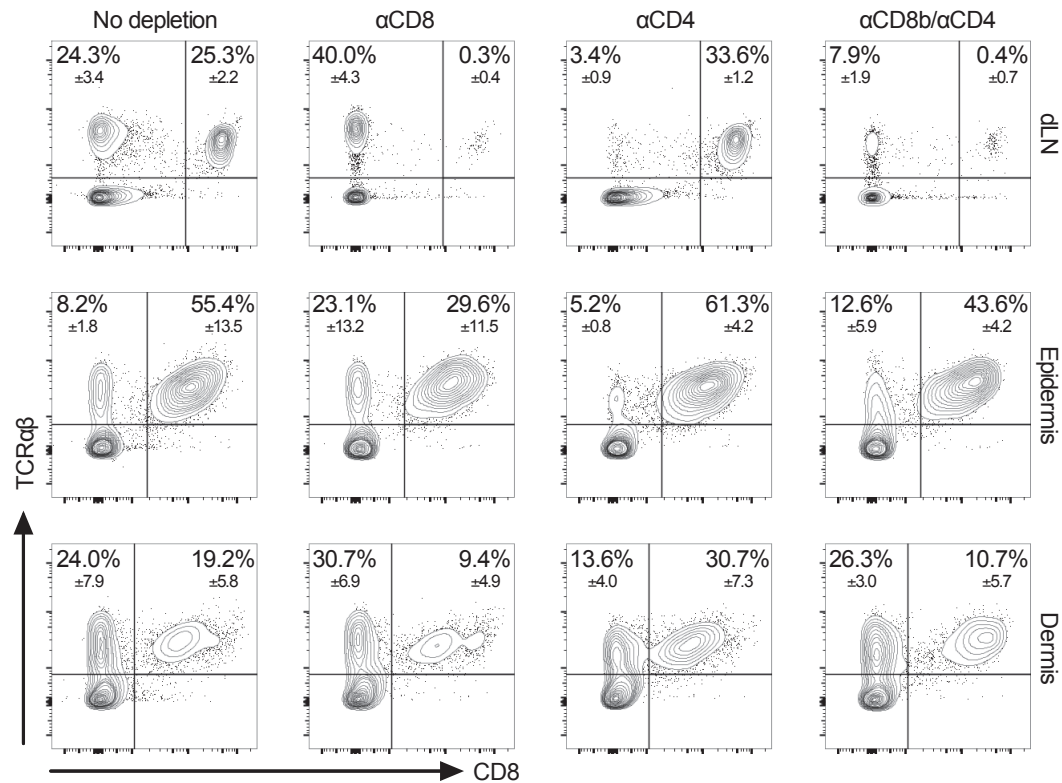 No depletion αCD8 αCD4 αCD8b/αCD4
24.3% 25.3% 40.0% 0.3% 3.4% 33.6% 7.9% 0.4%
±3.4 ±2.2 ±4.3 ±0.4 ±0.9 ±1.2 ±1.9 ±0.7
dLN
8.2% 55.4% 23.1% 29.6% 5.2% 61.3% 12.6% 43.6%
±1.8 ±13.5 ±13.2 ±11.5 ±0.8 ±4.2 ±5.9 ±4.2
Epidermis
24.0% 19.2% 30.7% 9.4% 13.6% 30.7% 26.3% 10.7%
±7.9 ±5.8 ±6.9 ±4.9 ±4.0 ±7.3 ±3.0 ±5.7
Dermis
TCRαβ
CD8